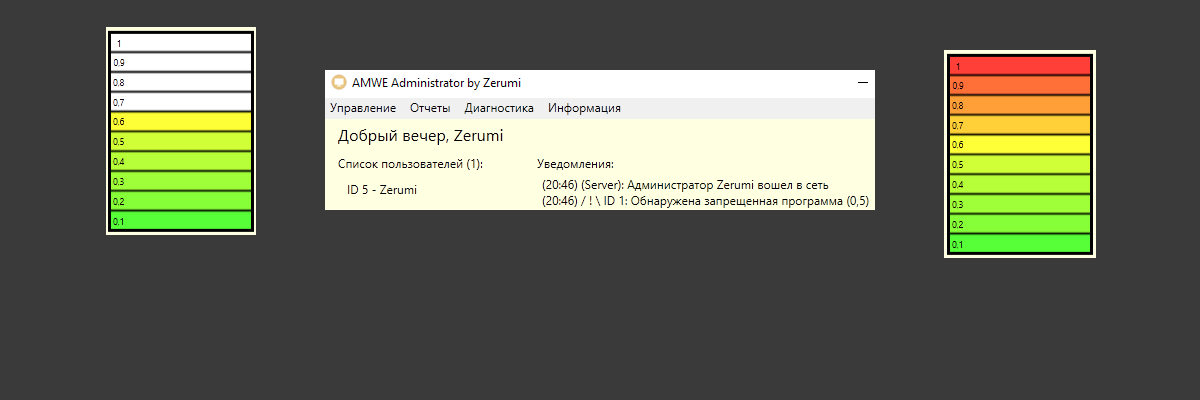 1
0.9
0.8
0.7
0.6
0.5
0.4
0.3
0.2
0.1
AMWE Administrator by Zerumi
Управление Отчеты Диагностика Информация
Добрый вечер, Zerumi
Список пользователей (1):
ID 5 - Zerumi
Уведомления:
(20:46) (Server): Администратор Zerumi вошел в сеть
(20:46) / ! \ ID 1: Обнаружена запрещенная программа (0,5)
1
0.9
0.8
0.7
0.6
0.5
0.4
0.3
0.2
0.1